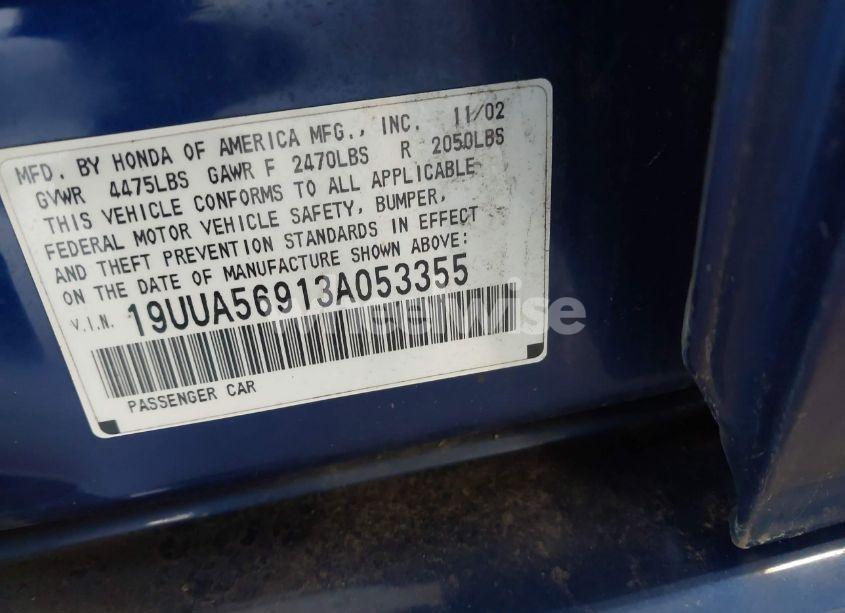 MFD. BY HONDA OF AMERICA MFG., INC. 11/02
GVWR 4475LBS GAWR F 2470LBS R 2050LBS
THIS VEHICLE CONFORMS TO ALL APPLICABLE
FEDERAL MOTOR VEHICLE SAFETY, BUMPER,
AND THEFT PREVENTION STANDARDS IN EFFECT
ON THE DATE OF MANUFACTURE SHOWN ABOVE:
V.I.N. 19UUA56913A053355
wheelwise
PASSENGER CAR